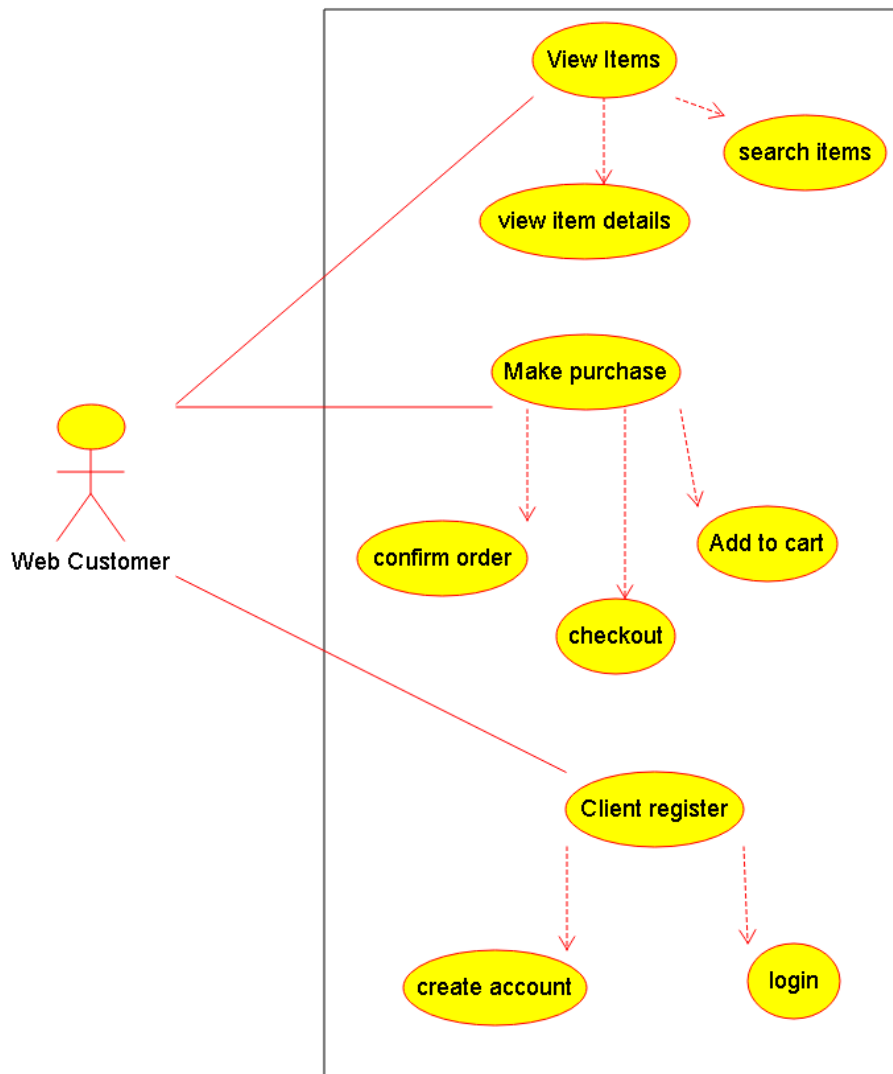 View Items
search items
view item details
Make purchase
Web Customer
confirm order
Add to cart
checkout
Client register
create account
login